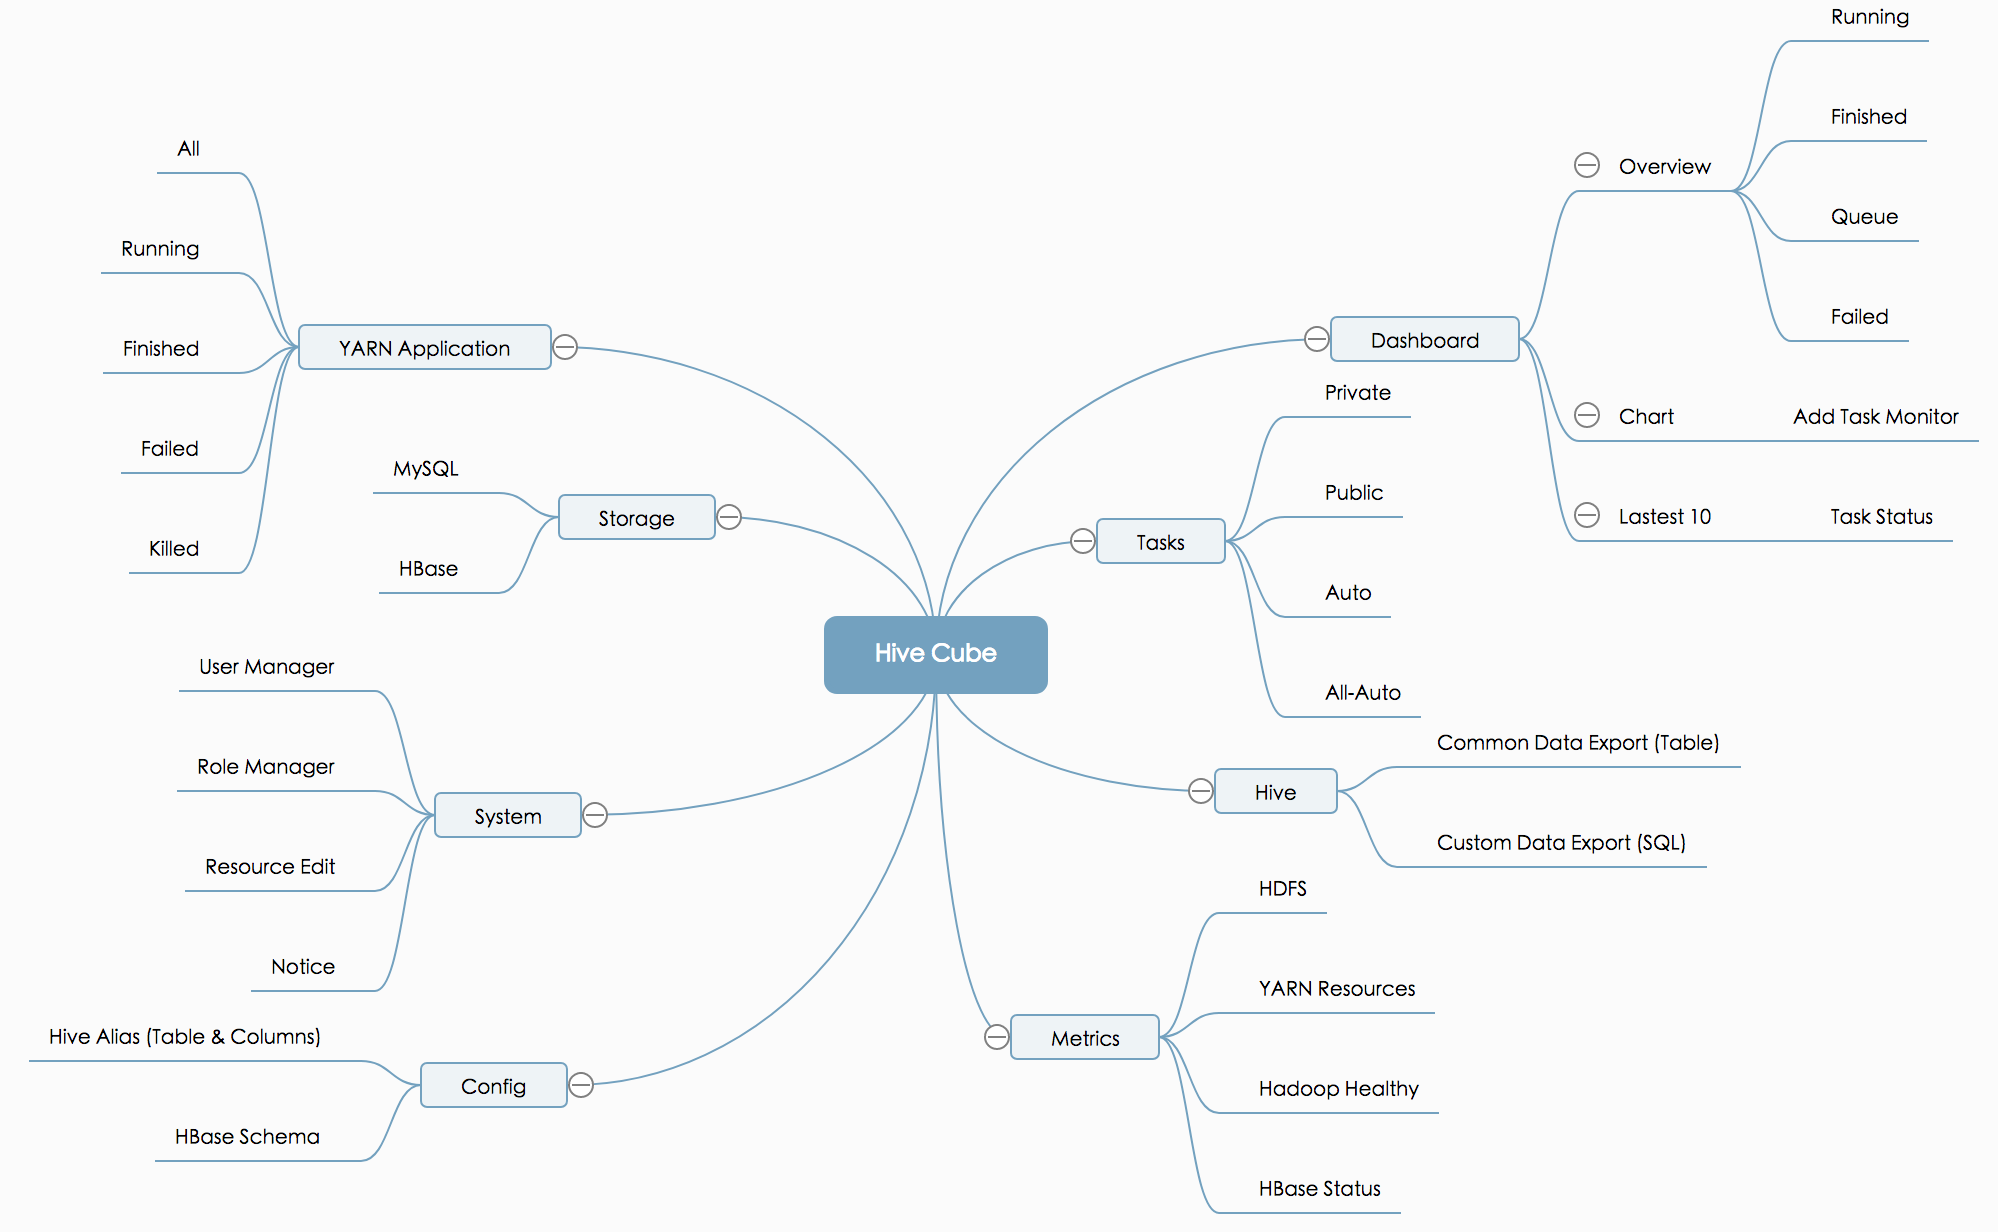 Hive Cube
Dashboard
Overview
Running
Finished
Queue
Failed
Chart
Add Task Monitor
Lastest 10
Task Status
Tasks
Private
Public
Auto
All-Auto
Hive
Common Data Export (Table)
Custom Data Export (SQL)
Metrics
HDFS
YARN Resources
Hadoop Healthy
HBase Status
YARN Application
All
Running
Finished
Failed
Killed
Storage
MySQL
HBase
System
User Manager
Role Manager
Resource Edit
Notice
Config
Hive Alias (Table & Columns)
HBase Schema